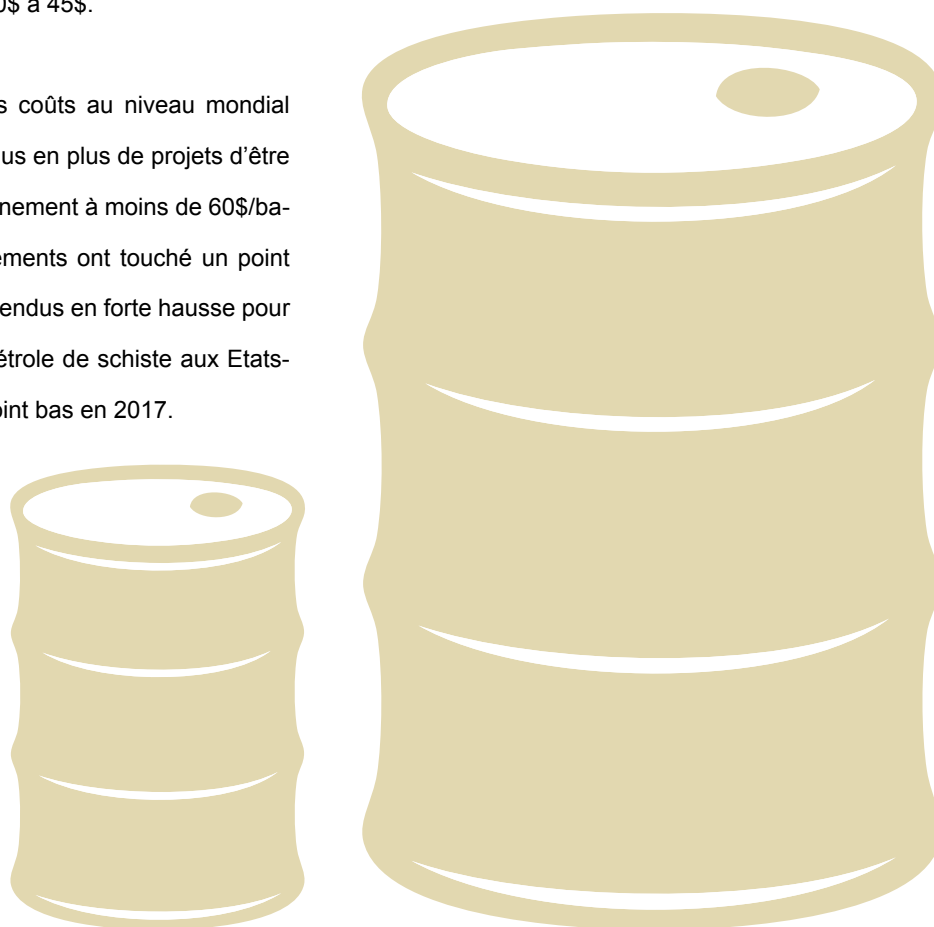 0$ à 45$.
s coûts au niveau mondial
us en plus de projets d’être
nement à moins de 60$/ba-
ements ont touché un point
endus en forte hausse pour
étrole de schiste aux Etats-
oint bas en 2017.